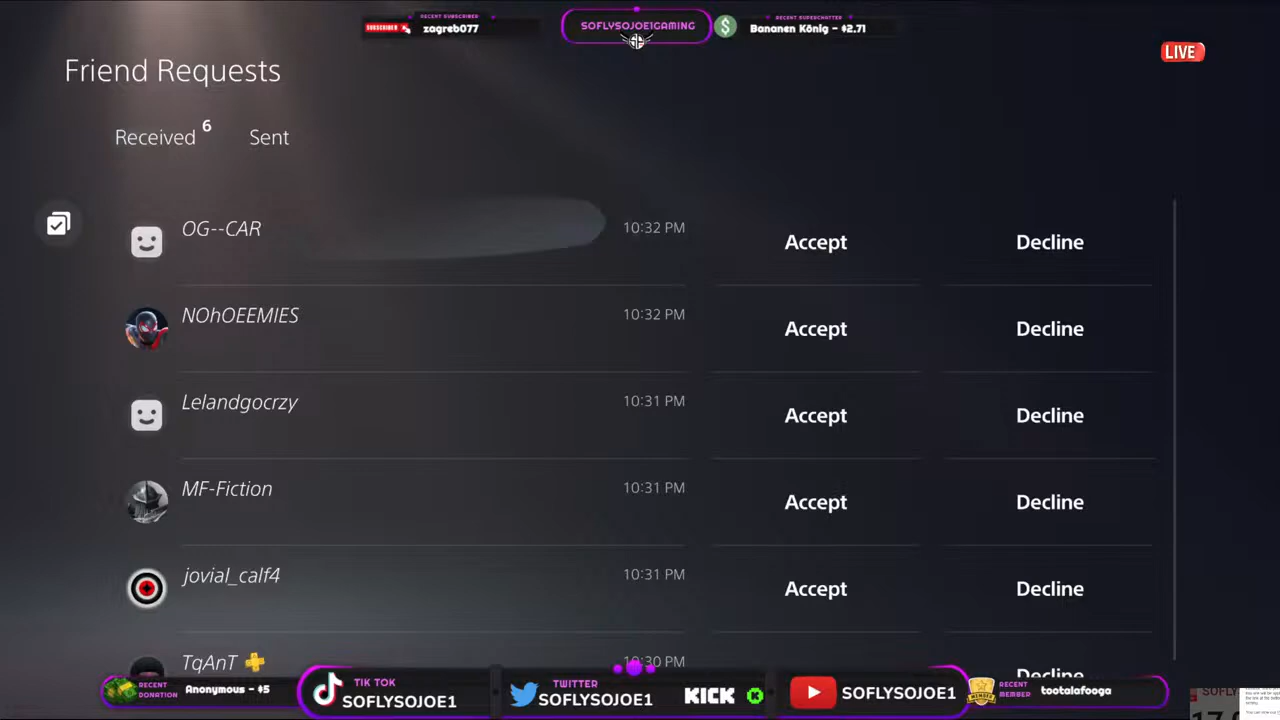 RECENT SUBSCRIBER
SUBSCRIBED
zagreb077
SOFLYSOJOE1GAMING
$
RECENT SUPERCHATTER
Bananen König - $2.71
LIVE
Friend Requests
Received 6 Sent
OG--CAR 10:32 PM Accept Decline
NOhOEEMIES 10:32 PM Accept Decline
Lelandgocrzy 10:31 PM Accept Decline
MF-Fiction 10:31 PM Accept Decline
jovial_calf4 10:31 PM Accept Decline
TqAnT 10:30 PM Decline
RECENT DONATION
Anonymous - $5
TIK TOK
SOFLYSOJOE1
TWITTER
SOFLYSOJOE1
KICK K
SOFLYSOJOE1
RECENT MEMBER
tootalafooga